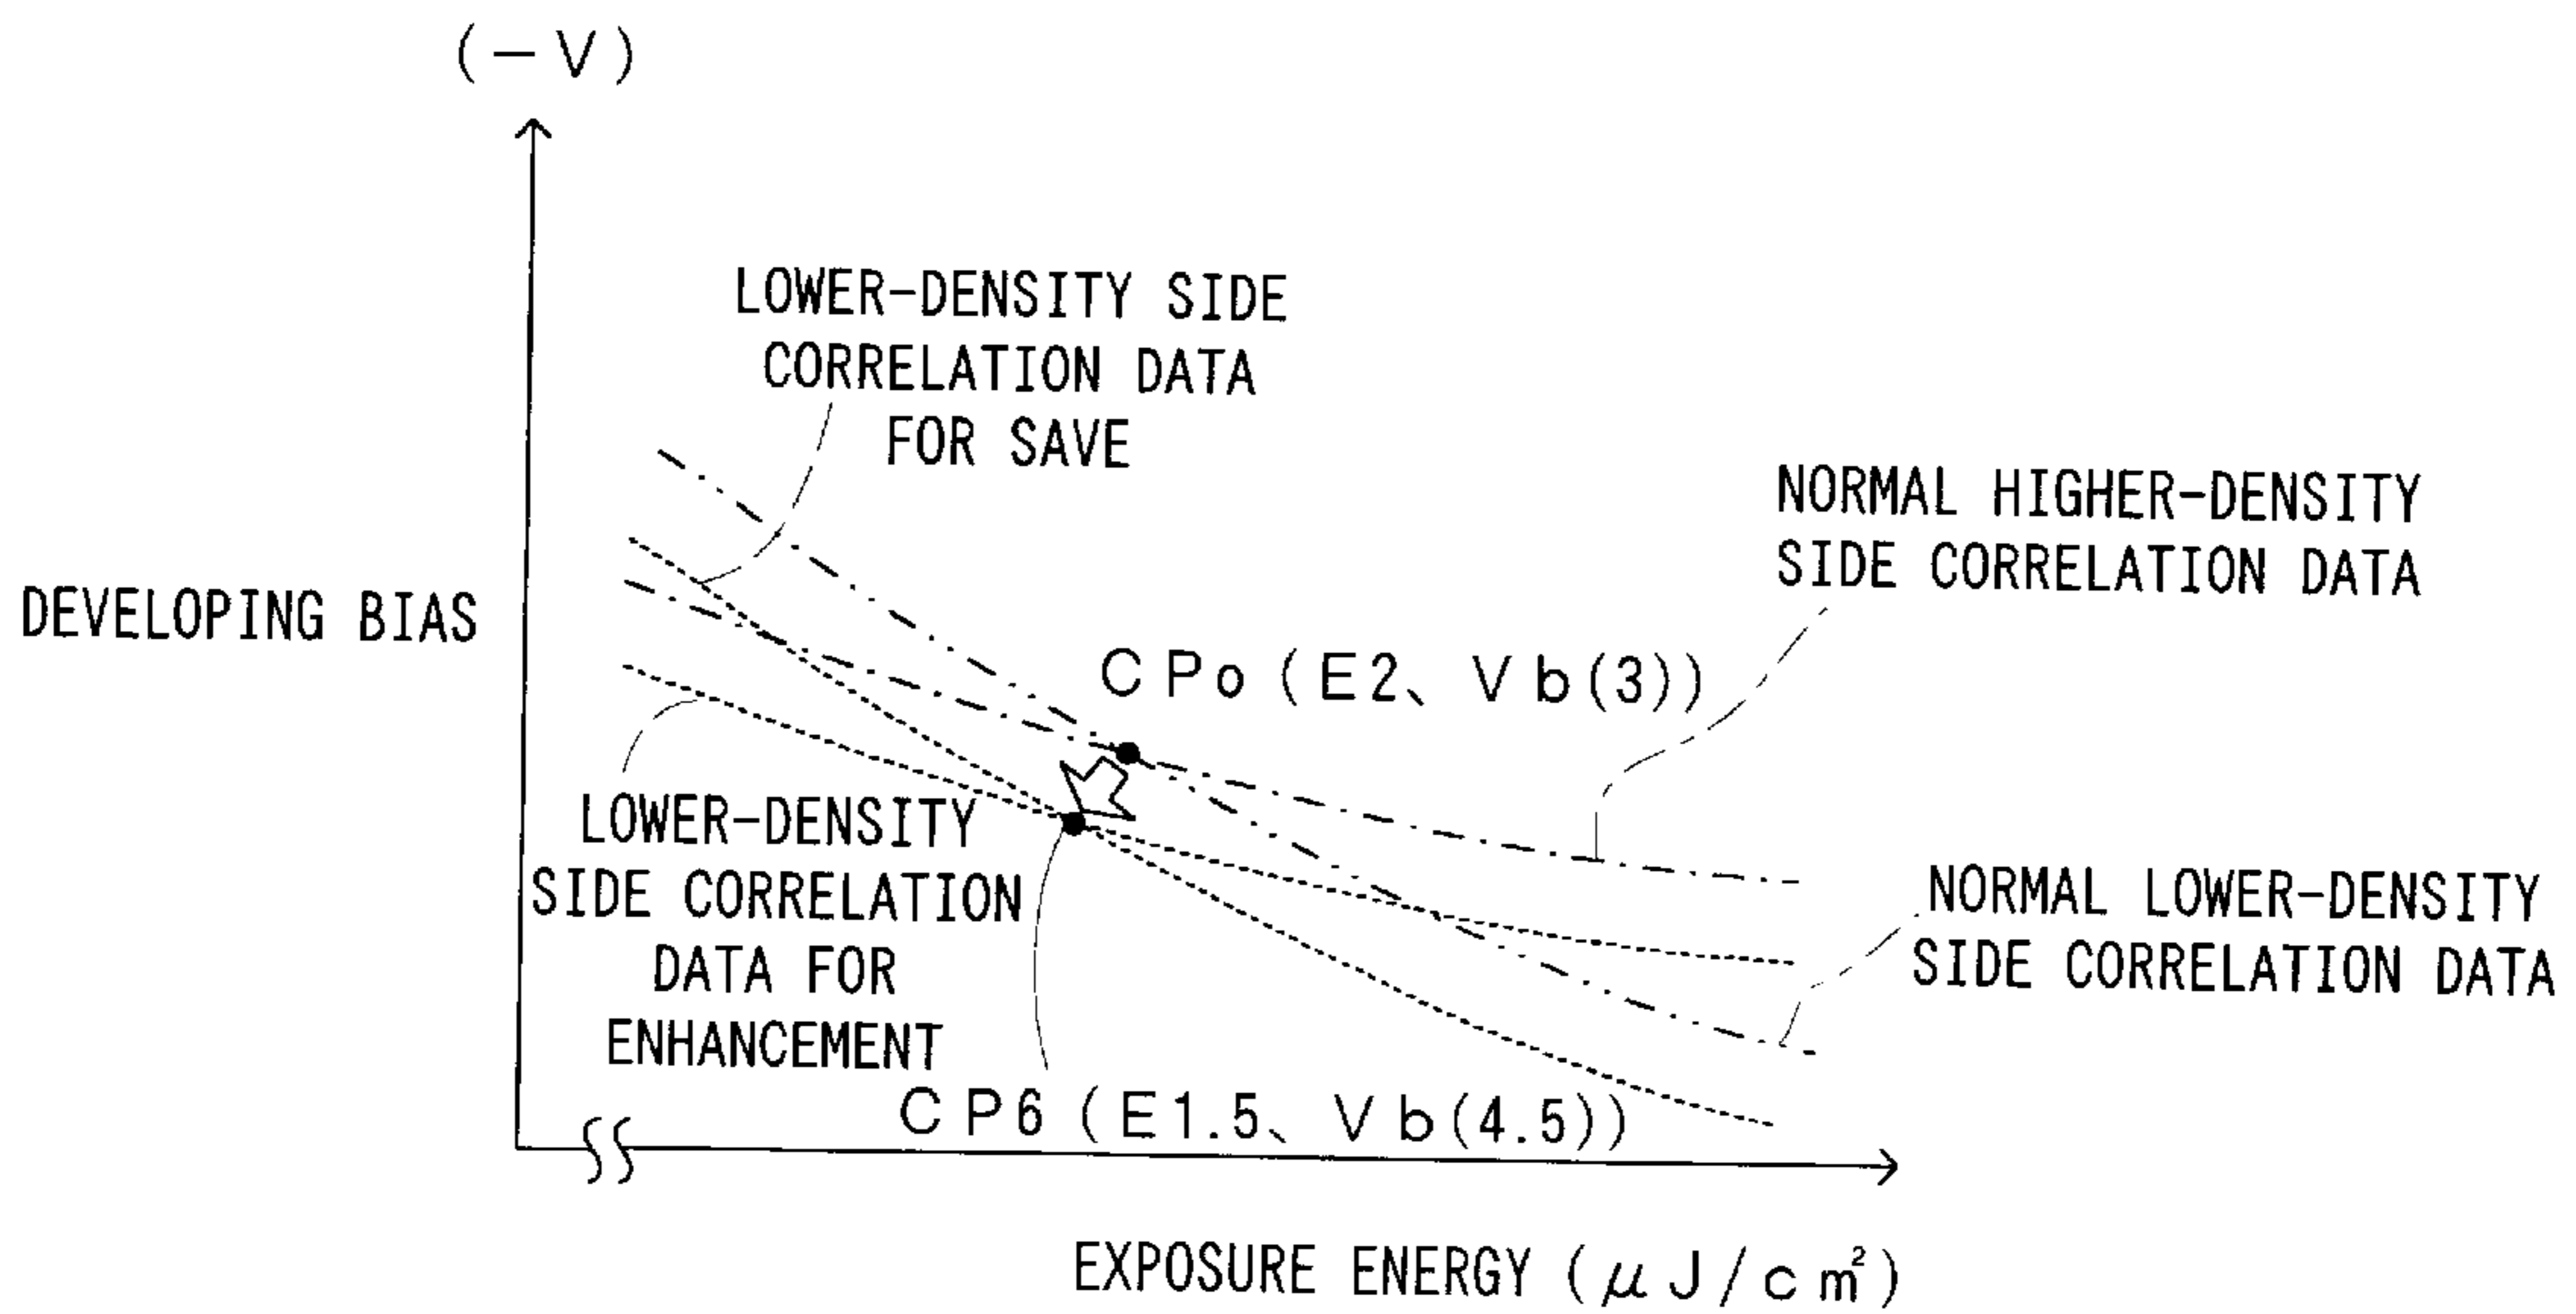 (-V)
LOWER-DENSITY SIDE
CORRELATION DATA
FOR SAVE
NORMAL HIGHER-DENSITY
SIDE CORRELATION DATA
DEVELOPING BIAS
CPo(E2、Vb(3))
LOWER-DENSITY
SIDE CORRELATION
DATA FOR
ENHANCEMENT
NORMAL LOWER-DENSITY
SIDE CORRELATION DATA
CP6(E1.5、Vb(4.5))
EXPOSURE ENERGY(μJ/cm²)